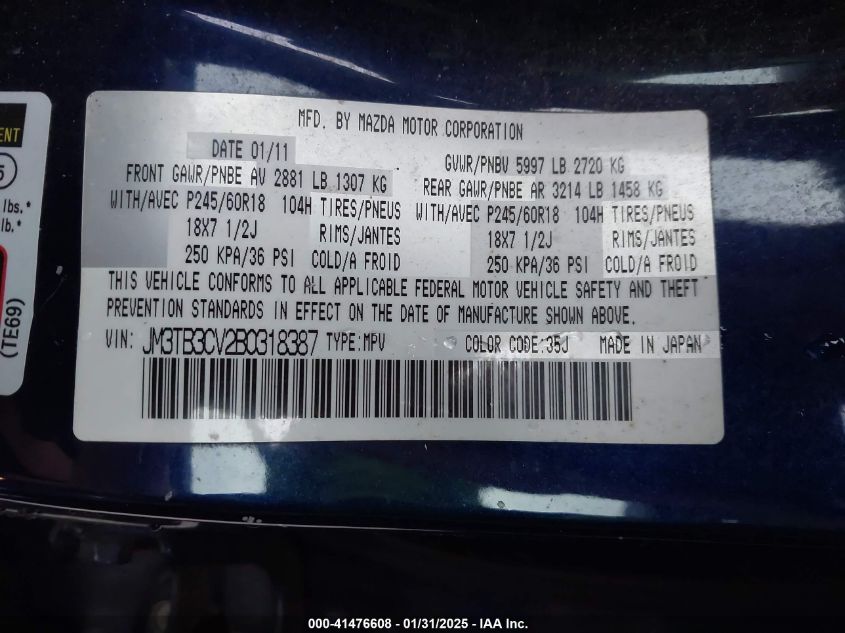 MFD. BY MAZDA MOTOR CORPORATION
DATE 01/11
GVWR/PNBV 5997 LB 2720 KG
FRONT GAWR/PNBE AV 2881 LB 1307 KG
REAR GAWR/PNBE AR 3214 LB 1458 KG
WITH/AVEC P245/60R18 104H TIRES/PNEUS WITH/AVEC P245/60R18 104H TIRES/PNEUS
18X7 1/2J RIMS/JANTES 18X7 1/2J RIMS/JANTES
250 KPA/36 PSI COLD/A FROID 250 KPA/36 PSI COLD/A FROID
THIS VEHICLE CONFORMS TO ALL APPLICABLE FEDERAL MOTOR VEHICLE SAFETY AND THEFT
PREVENTION STANDARDS IN EFFECT ON THE DATE OF MANUFACTURE SHOWN ABOVE.
VIN: JM3TB3CV2B0318387 TYPE:MPV COLOR CODE:35J MADE IN JAPAN
lbs.*
lb.*
(TE69)
000-41476608 - 01/31/2025 - IAA Inc.